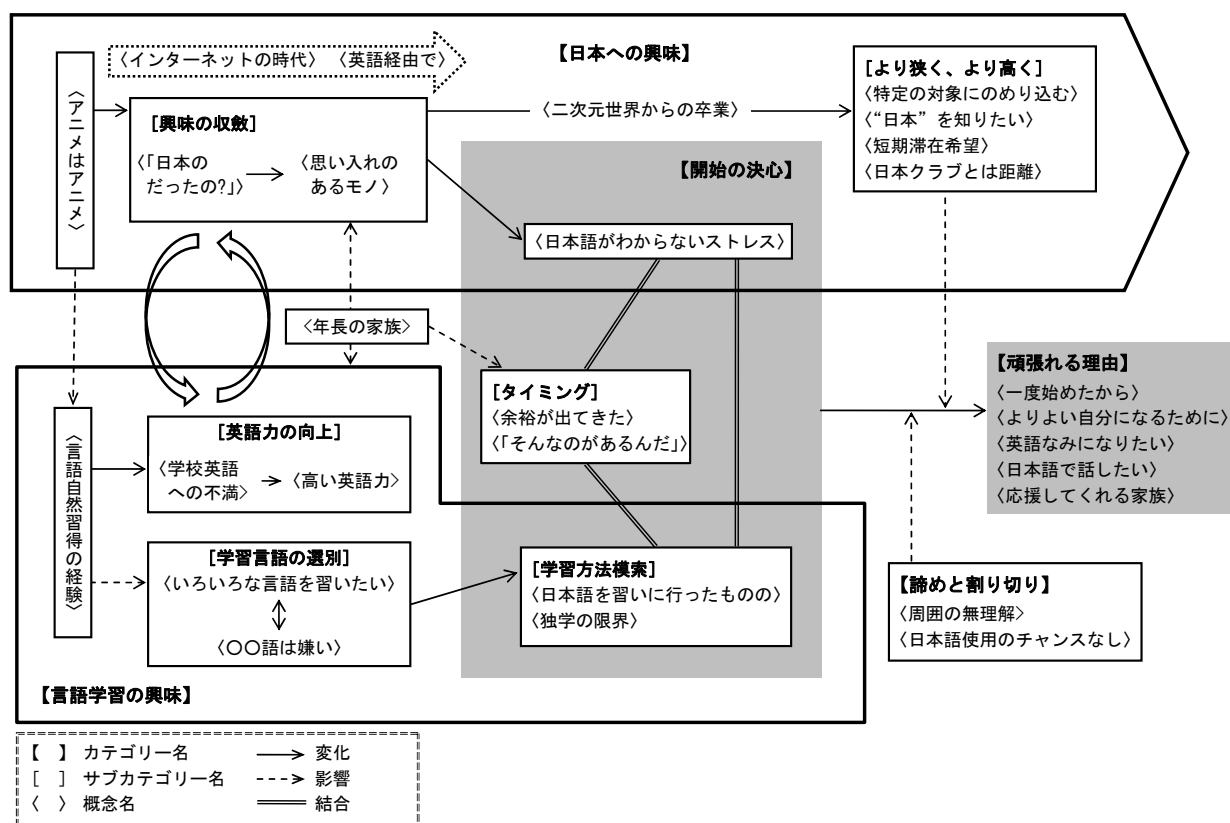 〈インターネットの時代〉 〈英語経由で〉
【日本への興味】
〈アニメはアニメ〉
[興味の収斂]
〈「日本の
だったの?」〉
〈思い入れの
あるモノ〉
〈二次元世界からの卒業〉
[より狭く、より高く]
〈特定の対象にのめり込む〉
〈“日本”を知りたい〉
〈短期滞在希望〉
〈日本クラブとは距離〉
【開始の決心】
〈日本語がわからないストレス〉
〈年長の家族〉
[タイミング]
〈余裕が出てきた〉
〈「そんなのがあるんだ」〉
【頑張れる理由】
〈一度始めたから〉
〈よりよい自分になるために〉
〈英語なみになりたい〉
〈日本語で話したい〉
〈応援してくれる家族〉
〈言語自然習得の経験〉
[英語力の向上]
〈学校英語
への不満〉
〈高い英語力〉
[学習言語の選別]
〈いろいろな言語を習いたい〉
〈〇〇語は嫌い〉
[学習方法模索]
〈日本語を習いに行ったものの〉
〈独学の限界〉
【諦めと割り切り】
〈周囲の無理解〉
〈日本語使用のチャンスなし〉
【言語学習の興味】
【 】 カテゴリー名
変化
[ ] サブカテゴリー名
影響
〈 〉 概念名
結合